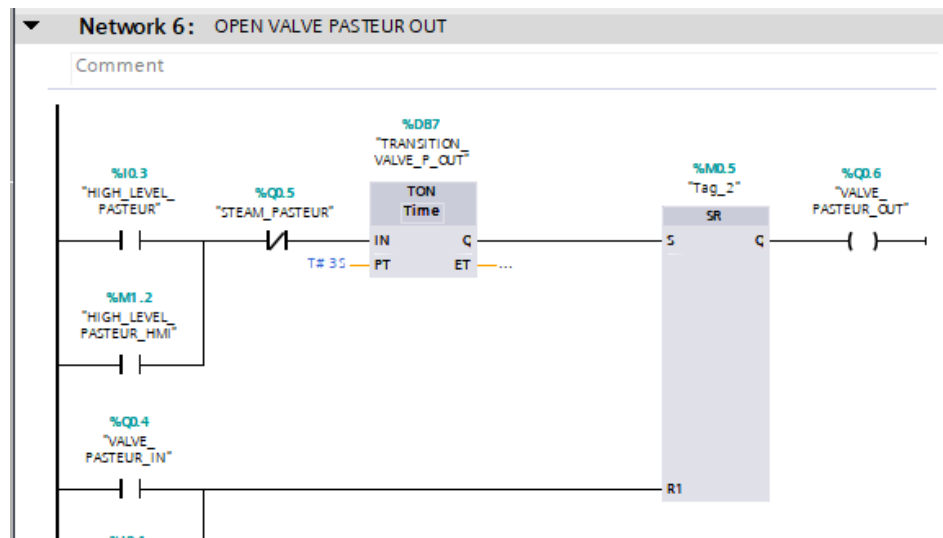 Network 6: OPEN VALVE PASTEUR OUT
Comment
%DB7
"TRANSITION_
VALVE_P_OUT"
TON
Time
IN Q
T# 3S PT ET ...
%I0.3
"HIGH_LEVEL_
PASTEUR"
%Q0.5
"STEAM_PASTEUR"
%M0.5
"Tag_2"
SR
S Q
R1
%Q0.6
"VALVE_
PASTEUR_OUT"
%M1.2
"HIGH_LEVEL_
PASTEUR_HMI"
%Q0.4
"VALVE_
PASTEUR_IN"